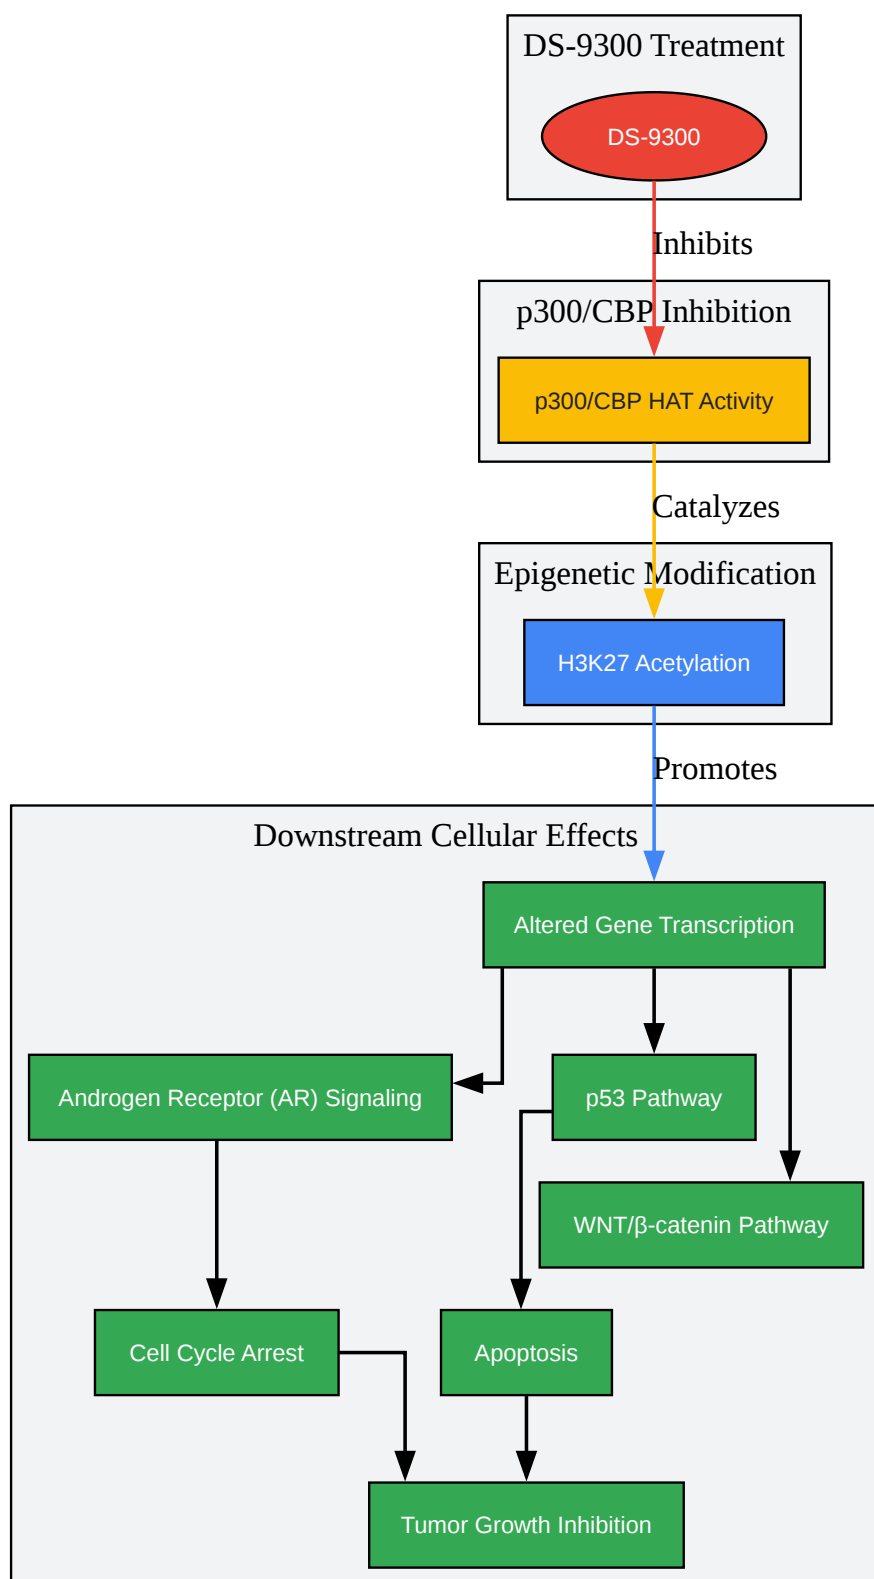 DS-9300 Treatment
DS-9300
Inhibits
p300/CBP Inhibition
p300/CBP HAT Activity
Catalyzes
Epigenetic Modification
H3K27 Acetylation
Promotes
Downstream Cellular Effects
Altered Gene Transcription
Androgen Receptor (AR) Signaling
p53 Pathway
WNT/β-catenin Pathway
Cell Cycle Arrest
Apoptosis
Tumor Growth Inhibition